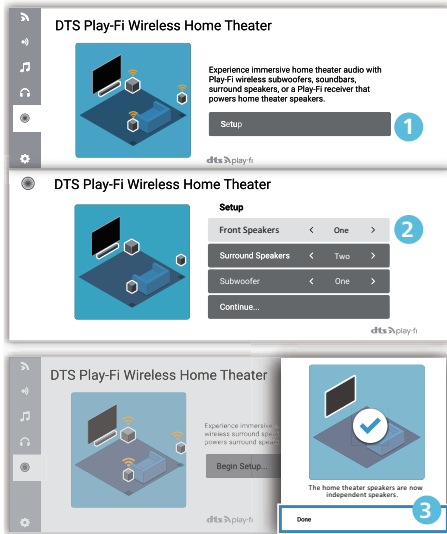 DTS Play-Fi Wireless Home Theater
Experience immersive home theater audio with
Play-Fi wireless subwoofers, soundbars,
surround speakers, or a Play-Fi receiver that
powers home theater speakers.
Setup
1
dts play-fi
DTS Play-Fi Wireless Home Theater
Setup
Front Speakers < One >
2
Surround Speakers < Two >
Subwoofer < One >
Continue...
dts play-fi
DTS Play-Fi Wireless Home Theater
Experience immersive
wireless surround
powers surround
Begin Setup...
dts play-fi
The home theater speakers are now
independent speakers.
Done
3